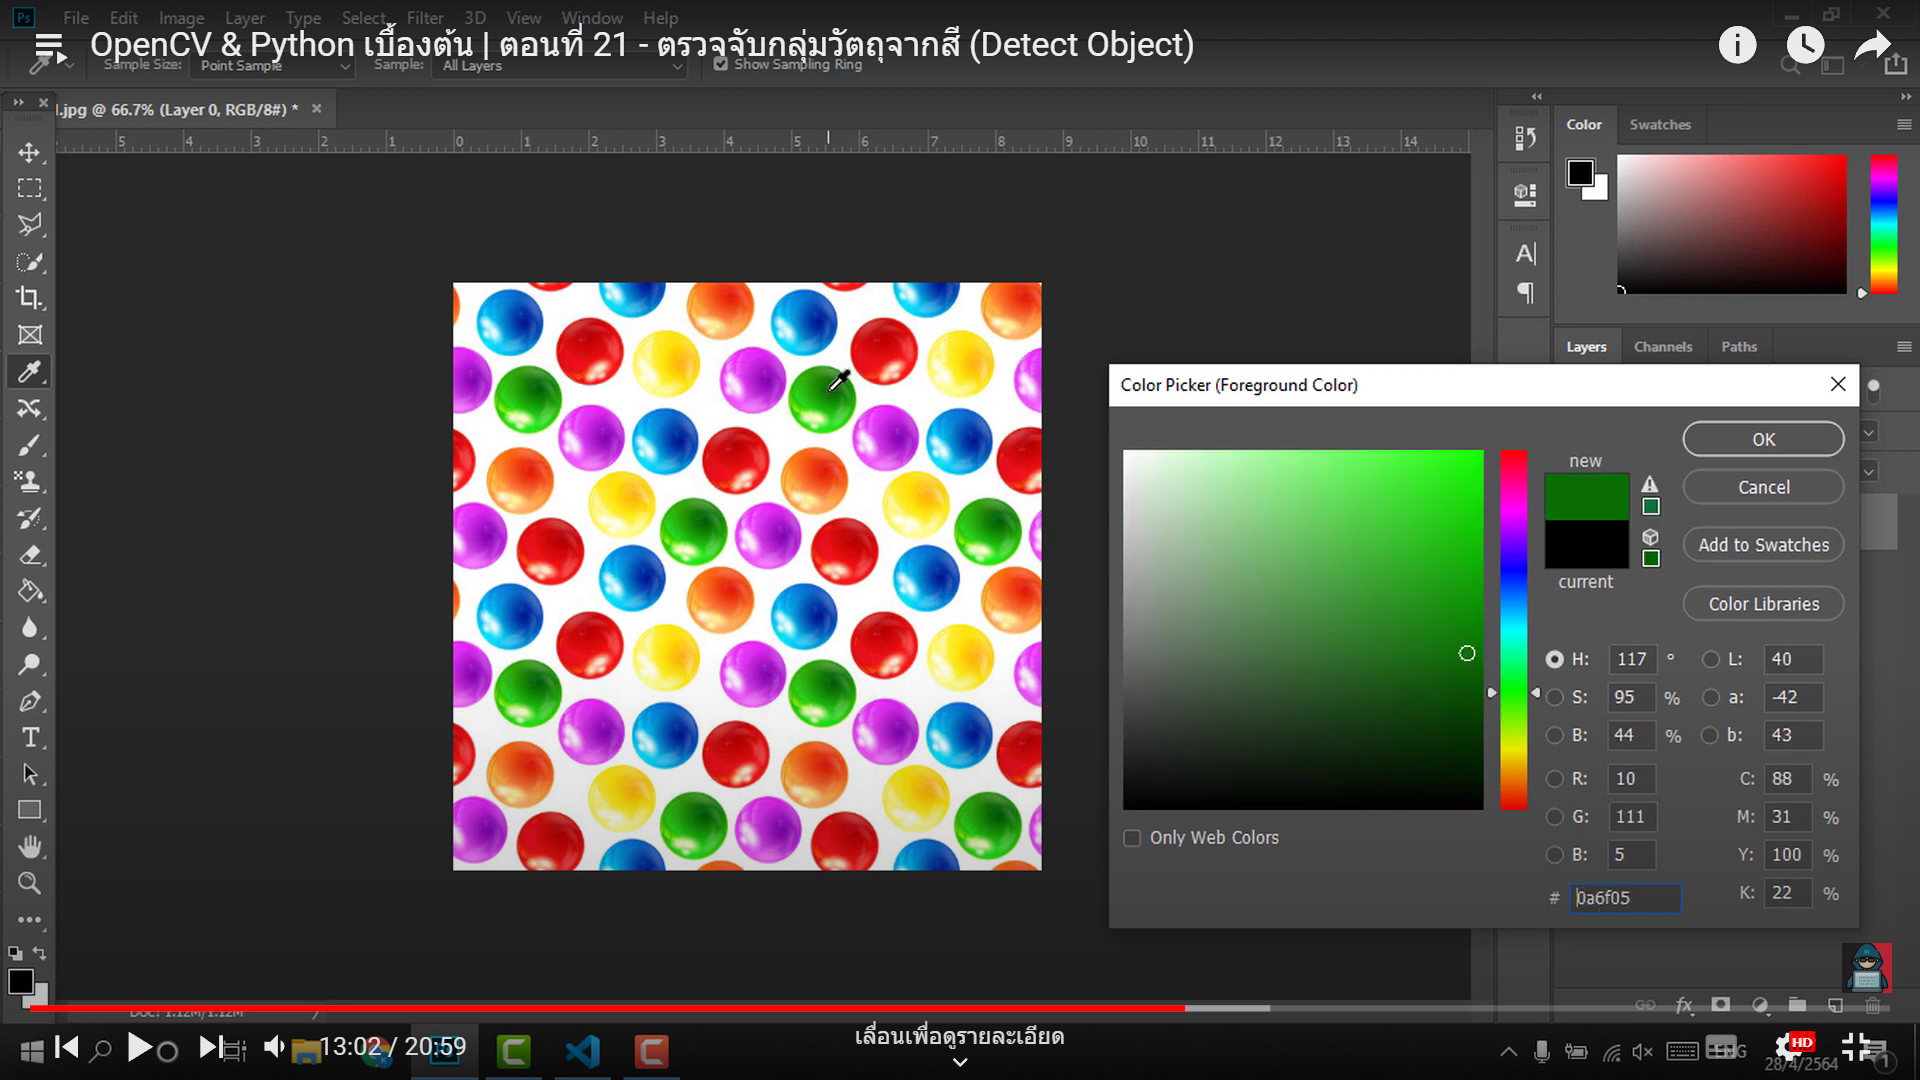 File Edit Image Layer Type Select Filter 3D View Window Help
OpenCV & Python เบื้องต้น | ตอนที่ 21 - ตรวจจับกลุ่มวัตถุจากสี (Detect Object)
Sample Size: Point Sample Sample: All Layers Show Sampling Ring
l.jpg @ 66.7% (Layer 0, RGB/8#) *
5 4 3 2 1 0 1 2 3 4 5 6 7 8 9 10 11 12 13 14
Color Swatches
Layers Channels Paths
Color Picker (Foreground Color)
new
current
OK
Cancel
Add to Swatches
Color Libraries
H: 117 ° L: 40
S: 95 % a: -42
B: 44 % b: 43
R: 10 C: 88 %
G: 111 M: 31 %
B: 5 Y: 100 %
# 0a6f05 K: 22 %
Only Web Colors
Doc: 1.12M/1.12M
13:02 / 20:59
เลื่อนเพื่อดูรายละเอียด
HD
ENG
28/4/2564
1